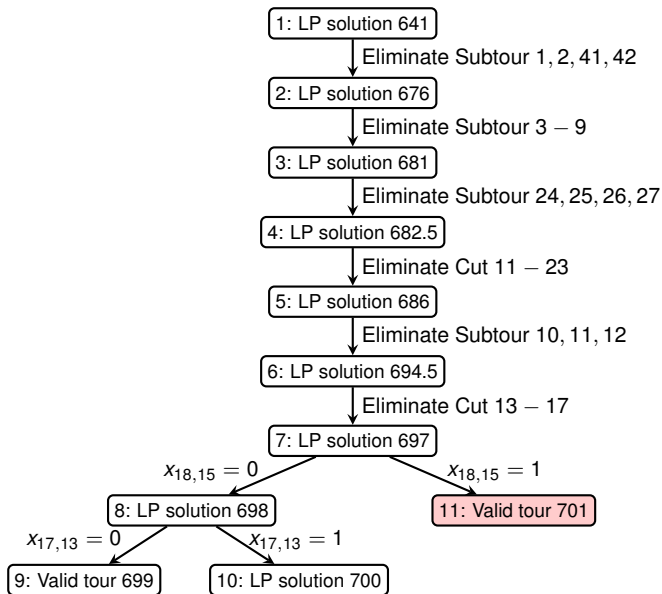 1: LP solution 641
Eliminate Subtour 1, 2, 41, 42
2: LP solution 676
Eliminate Subtour 3 − 9
3: LP solution 681
Eliminate Subtour 24, 25, 26, 27
4: LP solution 682.5
Eliminate Cut 11 − 23
5: LP solution 686
Eliminate Subtour 10, 11, 12
6: LP solution 694.5
Eliminate Cut 13 − 17
7: LP solution 697
x18,15 = 0
x18,15 = 1
8: LP solution 698
11: Valid tour 701
x17,13 = 0
x17,13 = 1
9: Valid tour 699
10: LP solution 700